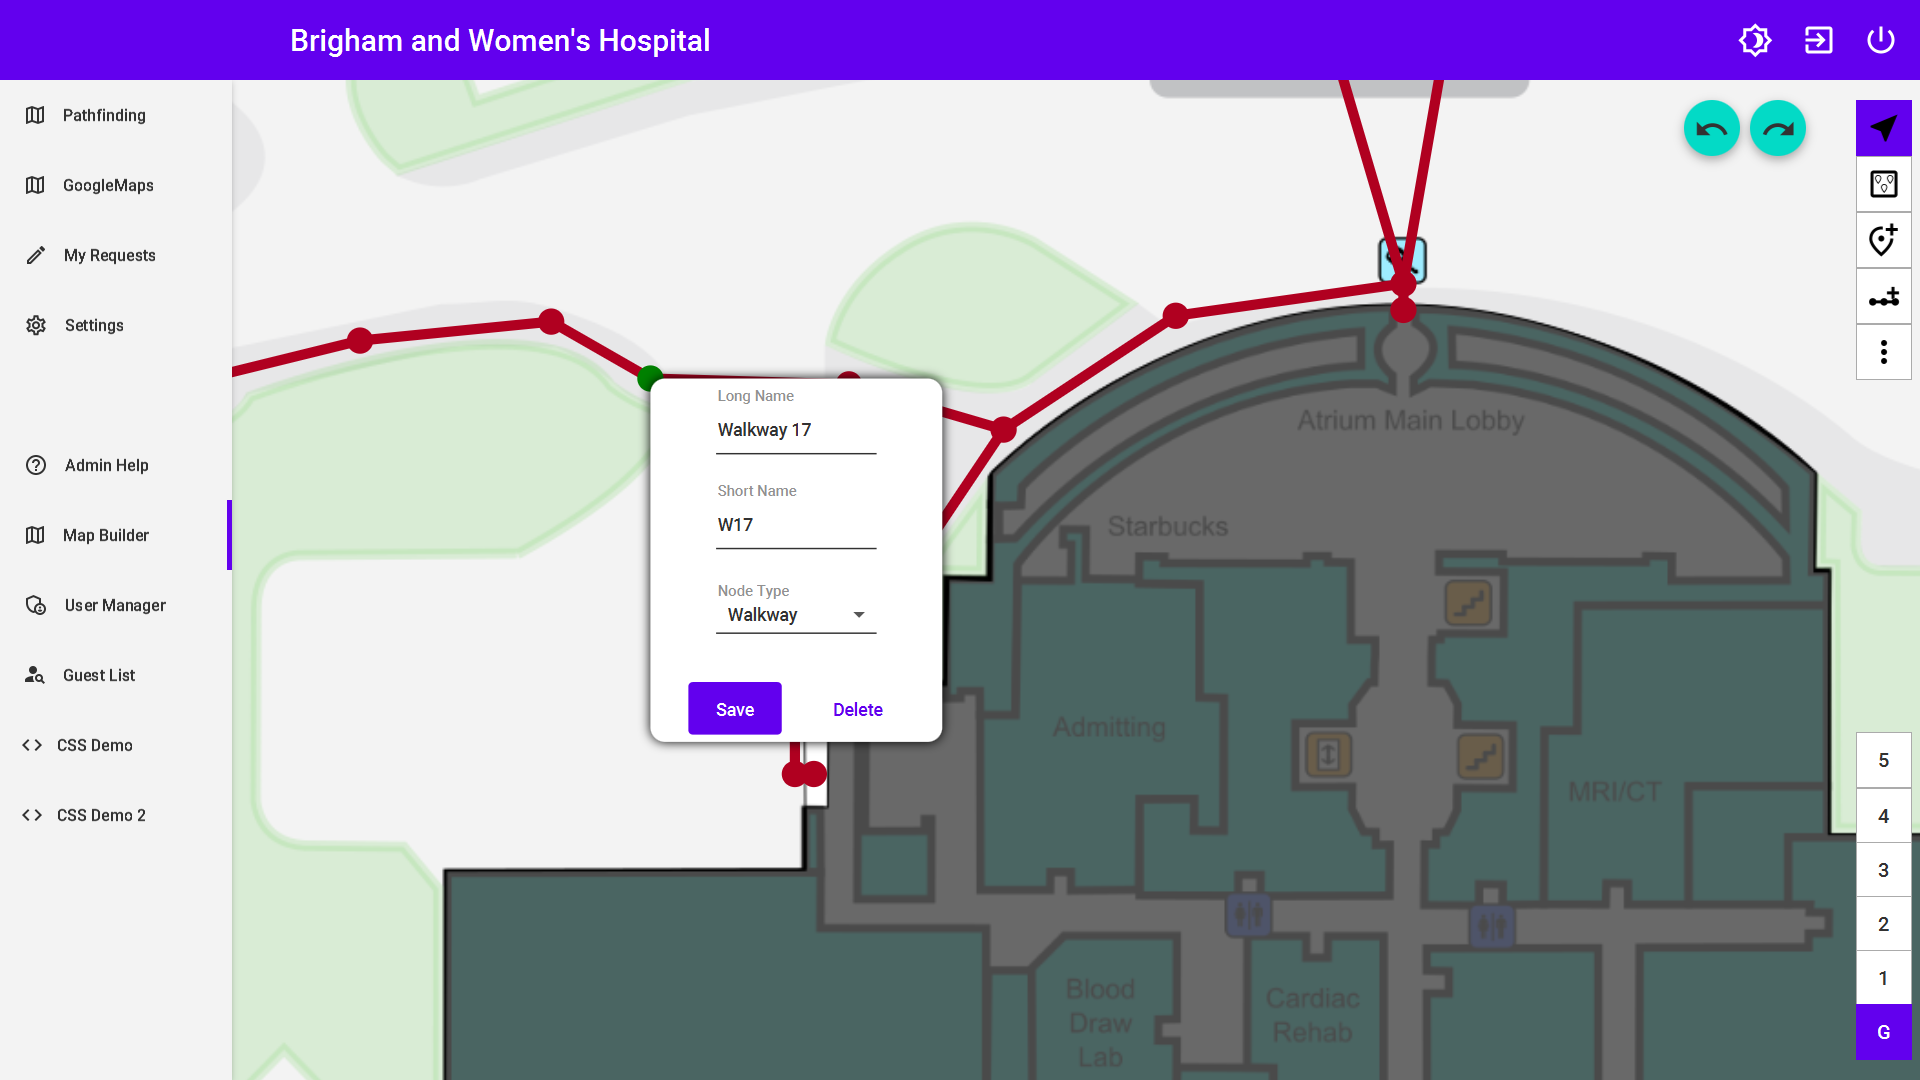 Brigham and Women's Hospital
Pathfinding
GoogleMaps
My Requests
Settings
Admin Help
Map Builder
User Manager
Guest List
CSS Demo
CSS Demo 2
Long Name
Walkway 17
Short Name
W17
Node Type
Walkway
Save
Delete
Atrium Main Lobby
Starbucks
Admitting
MRI/CT
Blood
Draw
Lab
Cardiac
Rehab
5
4
3
2
1
G